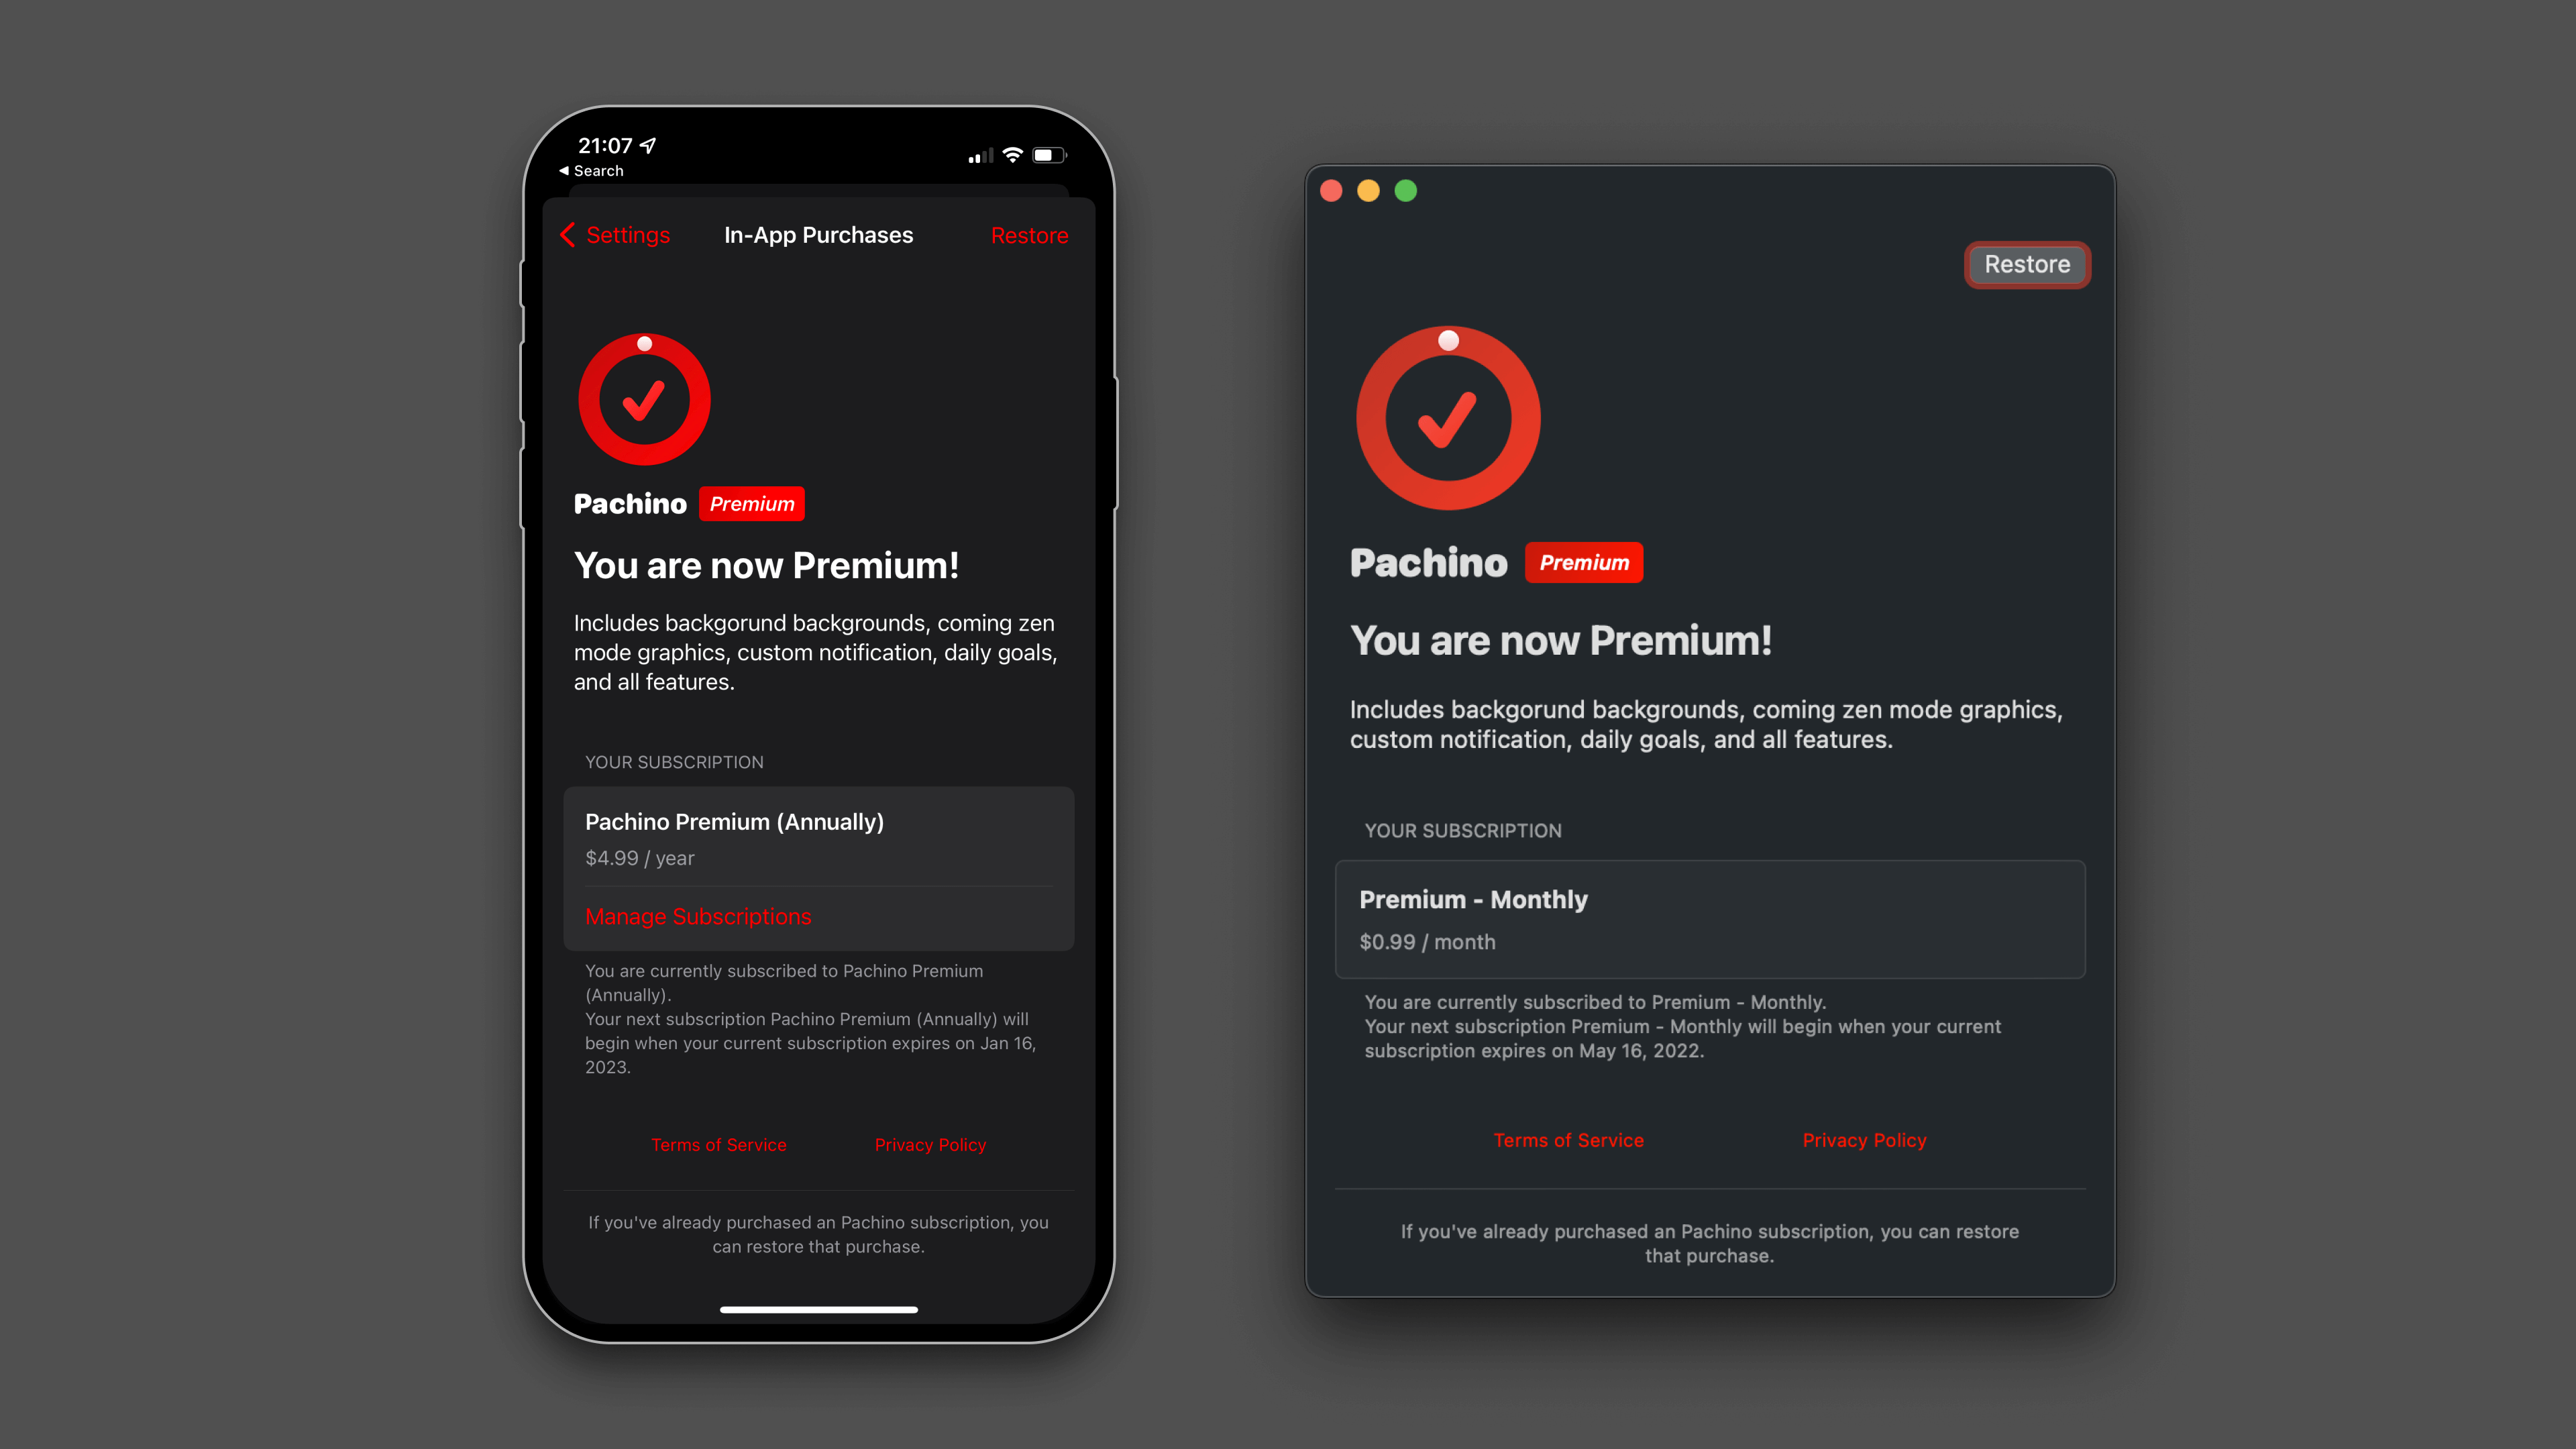 21:07
◀ Search
Settings
In-App Purchases
Restore
Pachino Premium
You are now Premium!
Includes backgorund backgrounds, coming zen
mode graphics, custom notification, daily goals,
and all features.
YOUR SUBSCRIPTION
Pachino Premium (Annually)
$4.99 / year
Manage Subscriptions
You are currently subscribed to Pachino Premium
(Annually).
Your next subscription Pachino Premium (Annually) will
begin when your current subscription expires on Jan 16,
2023.
Terms of Service
Privacy Policy
If you've already purchased an Pachino subscription, you
can restore that purchase.
Restore
Pachino Premium
You are now Premium!
Includes backgorund backgrounds, coming zen mode graphics,
custom notification, daily goals, and all features.
YOUR SUBSCRIPTION
Premium - Monthly
$0.99 / month
You are currently subscribed to Premium - Monthly.
Your next subscription Premium - Monthly will begin when your current
subscription expires on May 16, 2022.
Terms of Service
Privacy Policy
If you've already purchased an Pachino subscription, you can restore
that purchase.